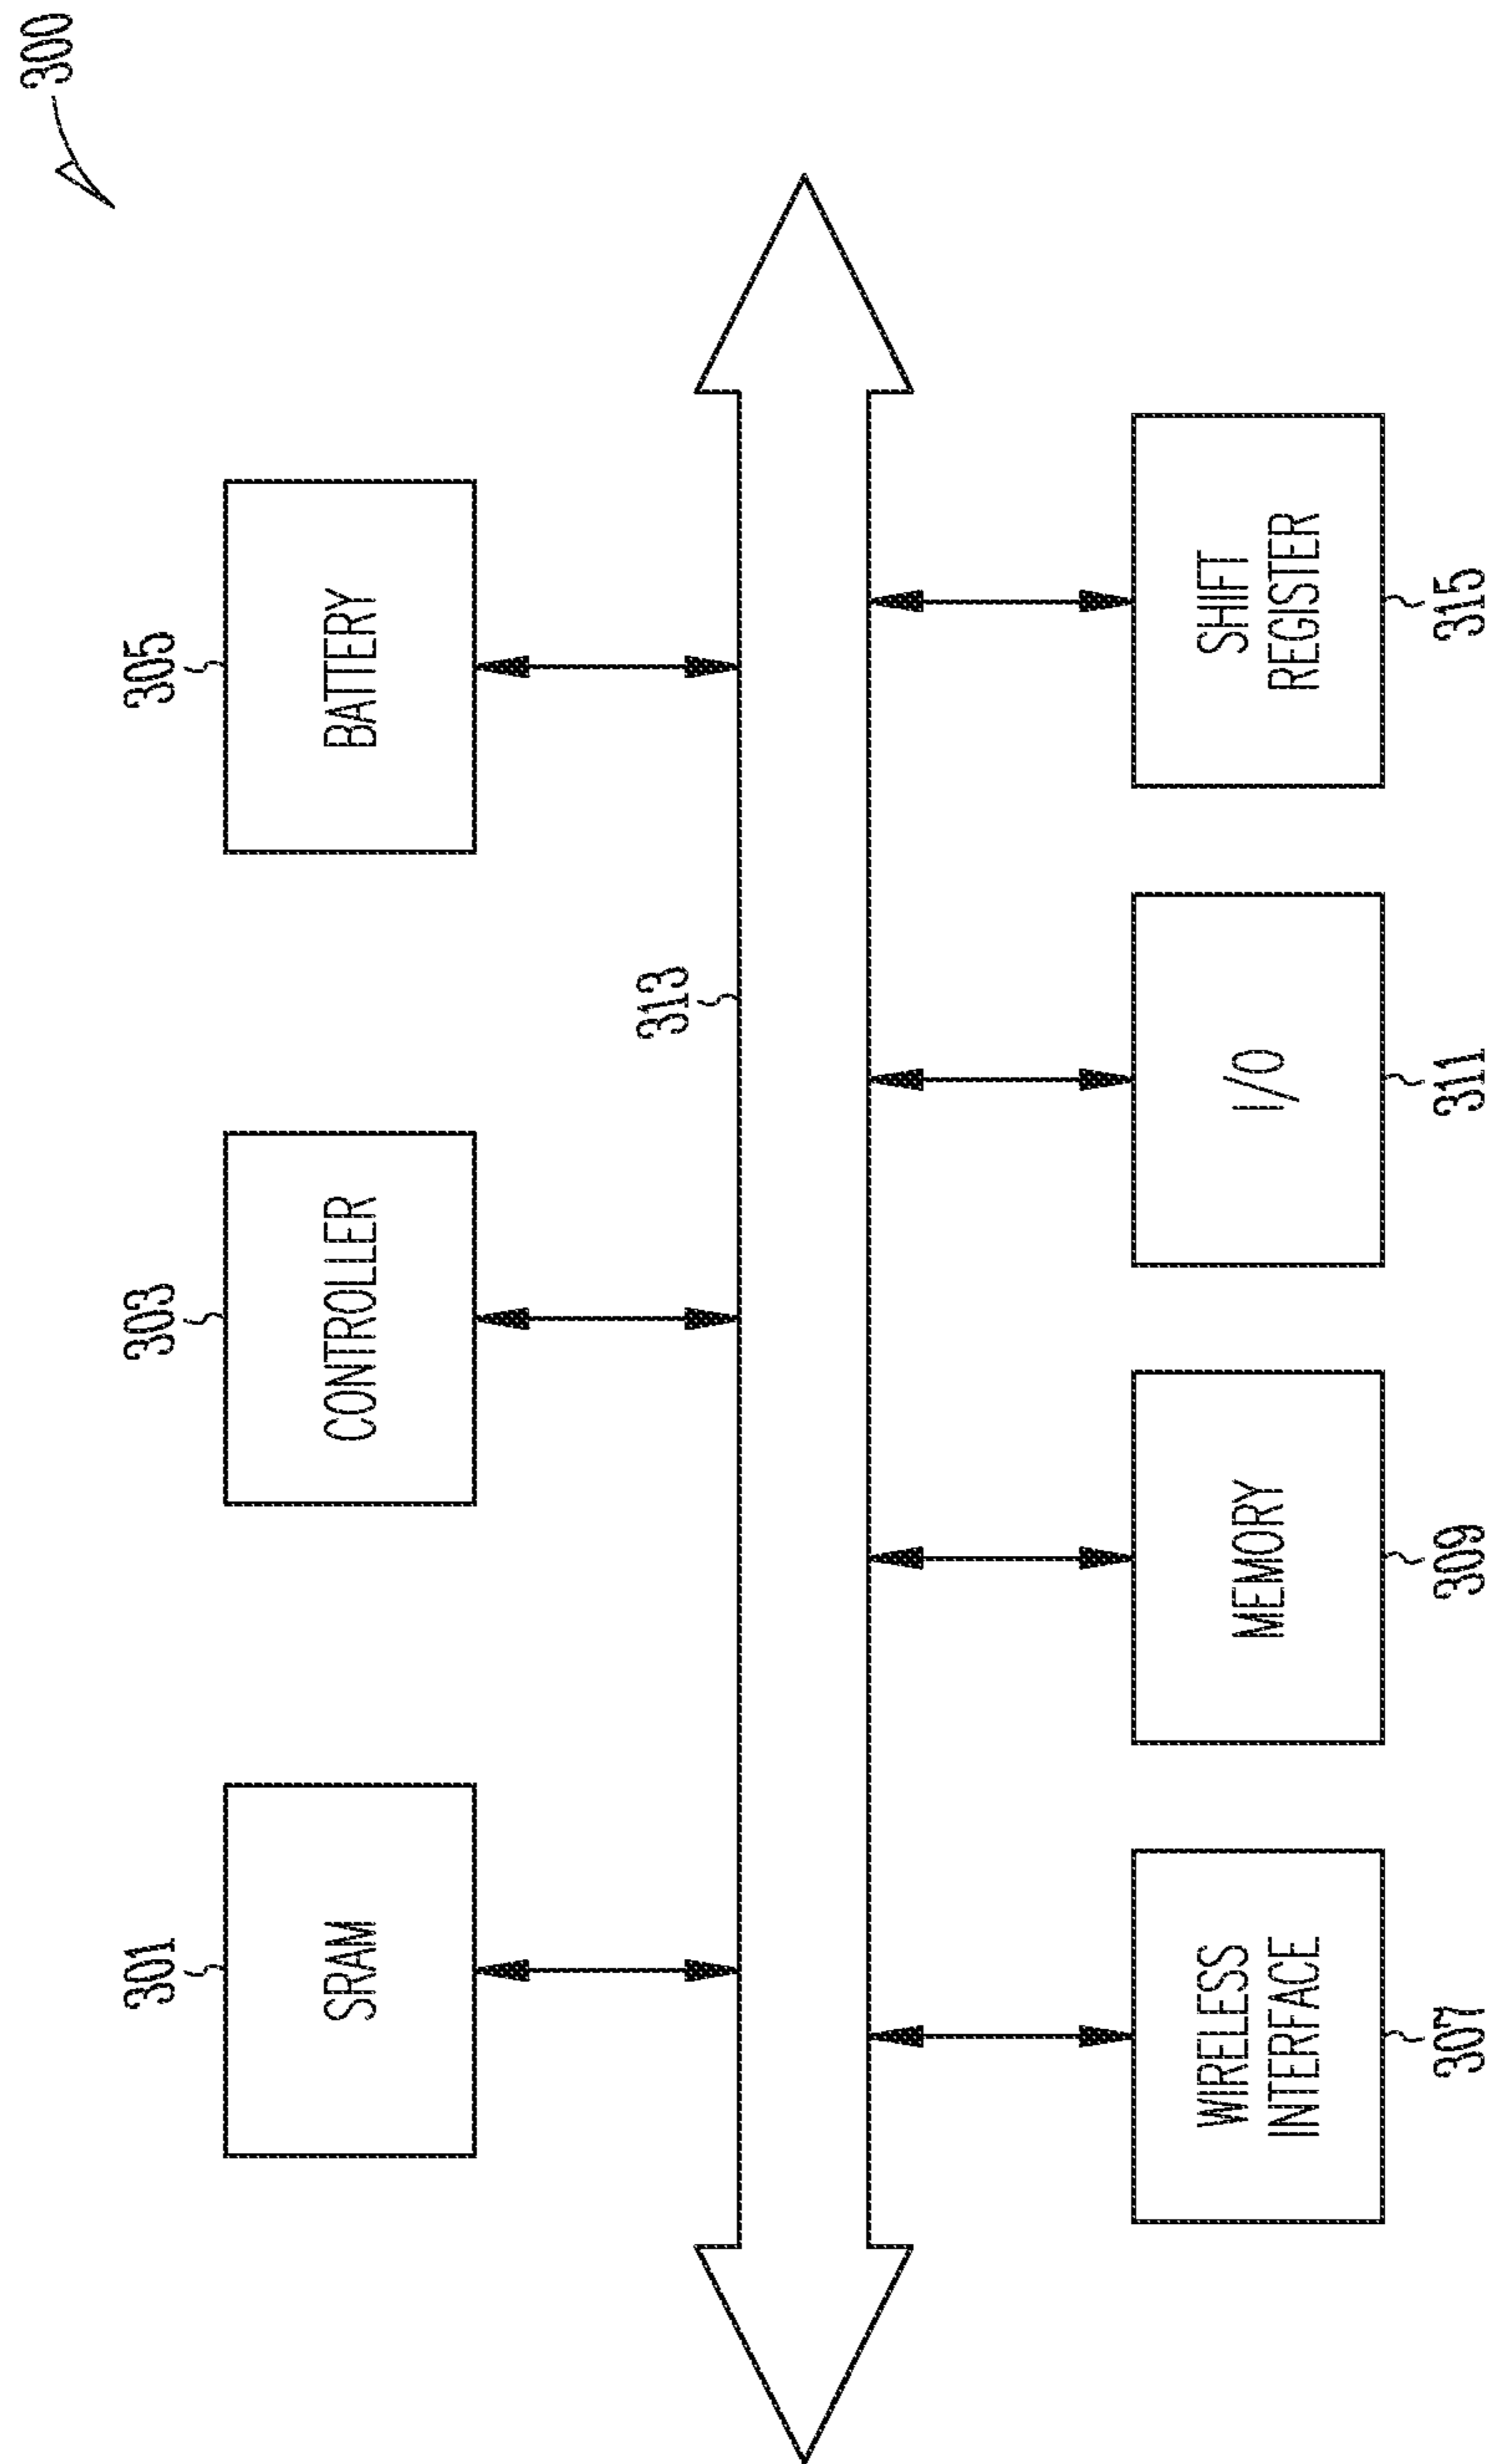 300
301
303
305
SRAM
CONTROLLER
BATTERY
313
WIRELESS
INTERFACE
MEMORY
I/O
SHIFT
REGISTER
307
309
311
315